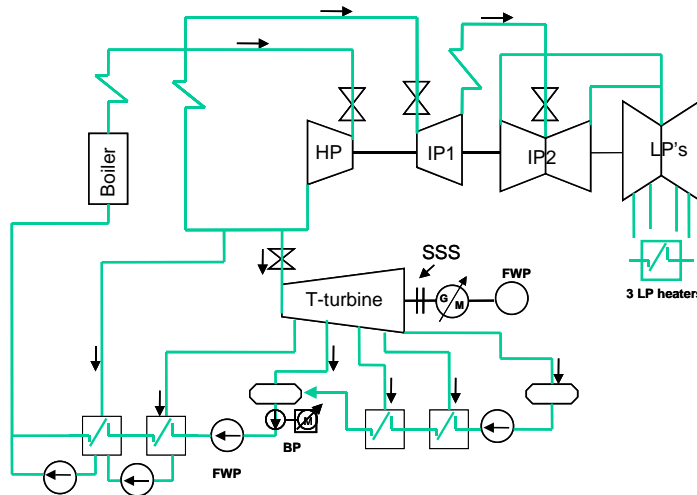 HP
IP1
IP2
LP's
Boiler
SSS
T-turbine
G
M
FWP
3 LP heaters
M
BP
FWP